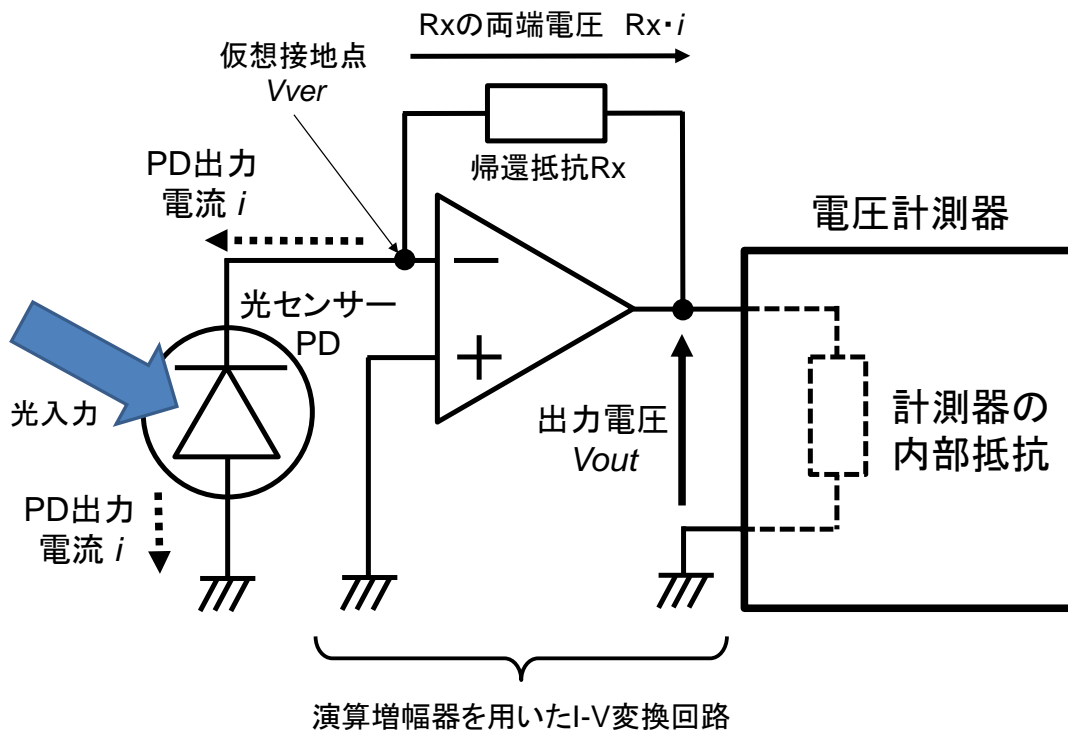 Rxの両端電圧 Rx・i
仮想接地点
Vver
PD出力
電流 i
帰還抵抗Rx
電圧計測器
−
光センサー
PD
+
光入力
出力電圧
Vout
計測器の
内部抵抗
PD出力
電流 i
演算増幅器を用いたI-V変換回路